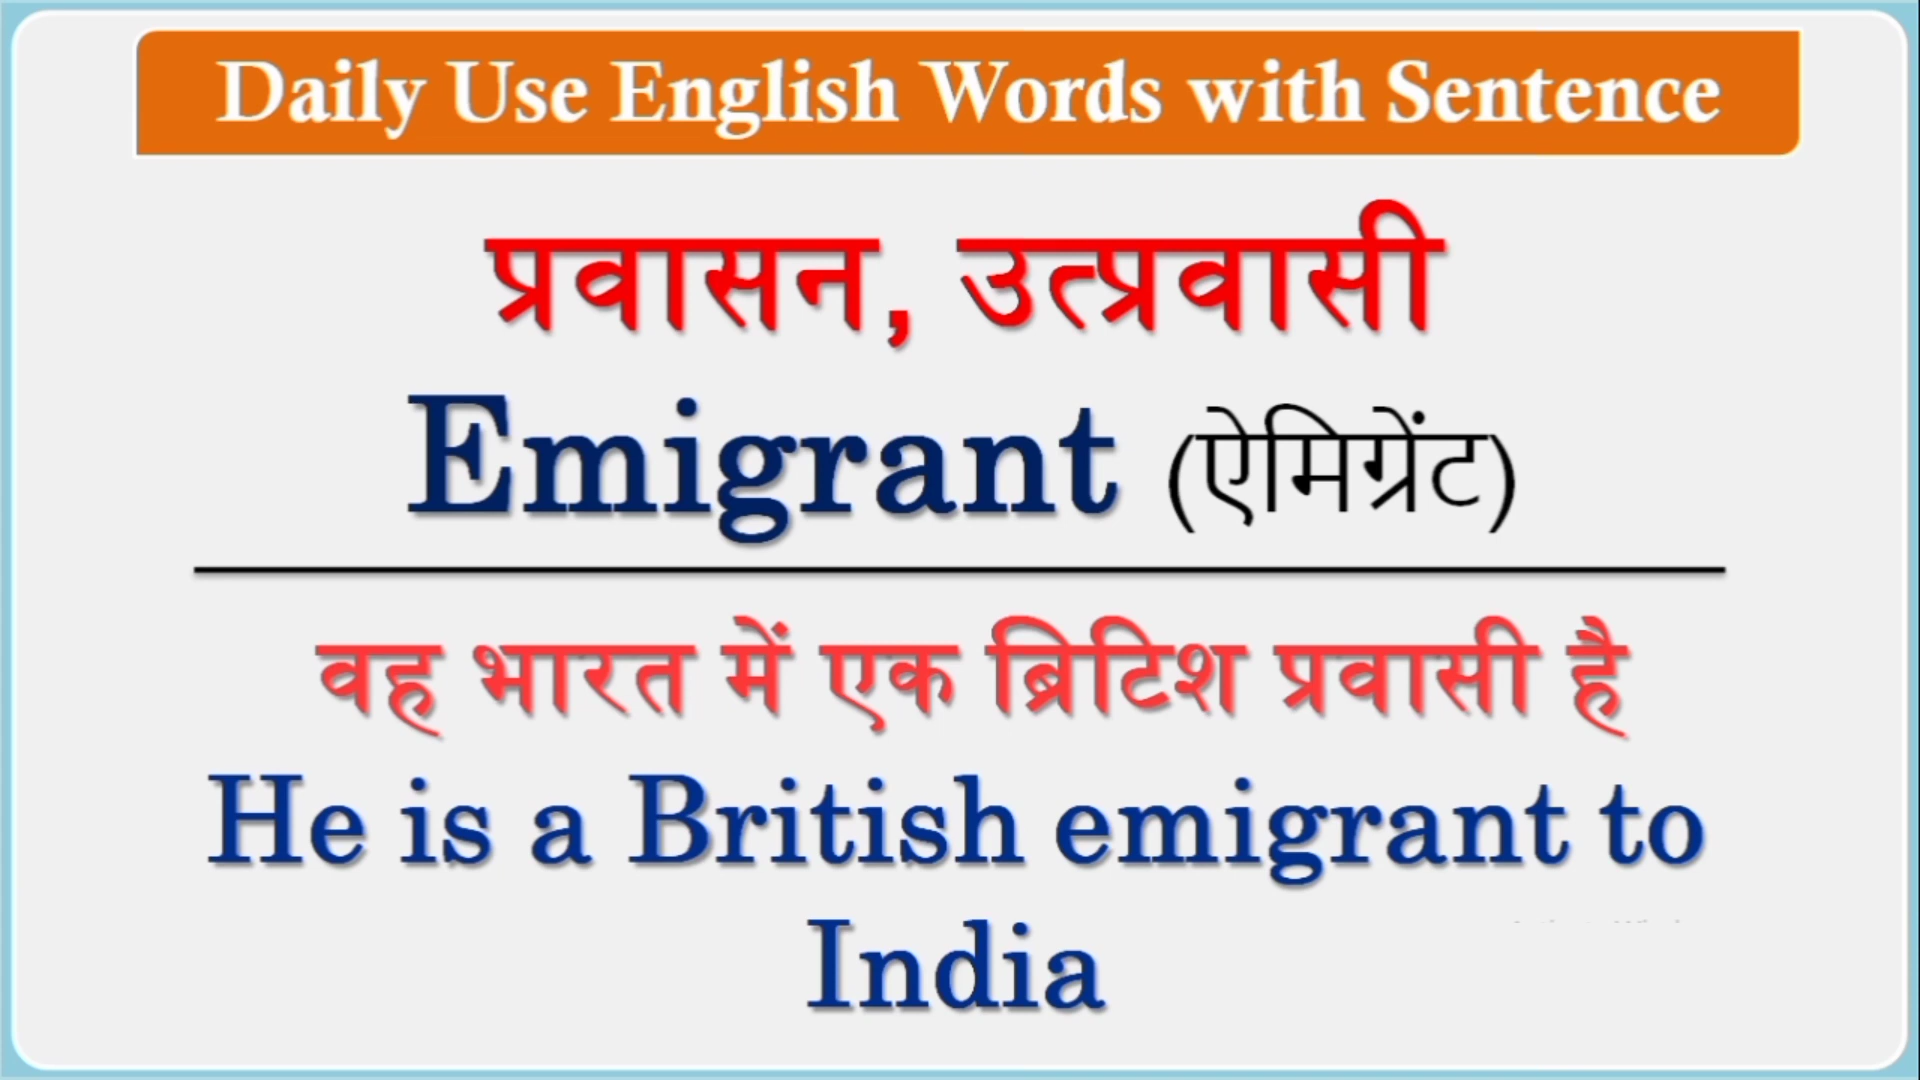 Daily Use English Words with Sentence
प्रवासन, उत्प्रवासी
Emigrant (ऐमिग्रेंट)
वह भारत में एक ब्रिटिश प्रवासी है
He is a British emigrant to
India